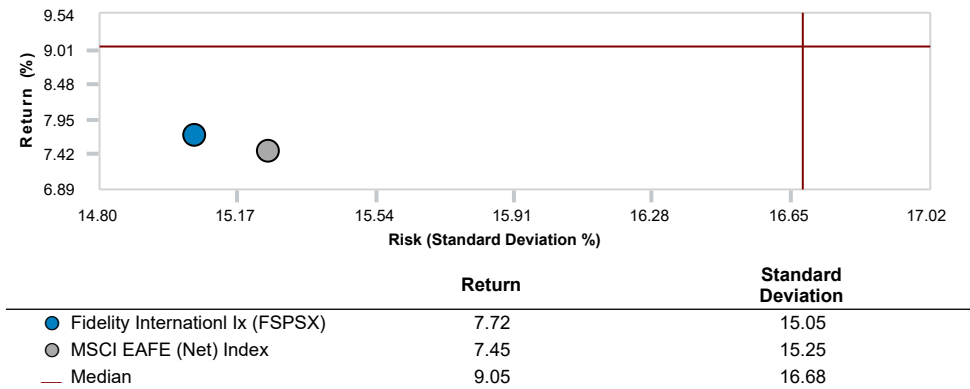 9.54
9.01
8.48
7.95
7.42
6.89
Return (%)
14.80 15.17 15.54 15.91 16.28 16.65 17.02
Risk (Standard Deviation %)
Return Standard Deviation
Fidelity Internationl Ix (FSPSX) 7.72 15.05
MSCI EAFE (Net) Index 7.45 15.25
Median 9.05 16.68